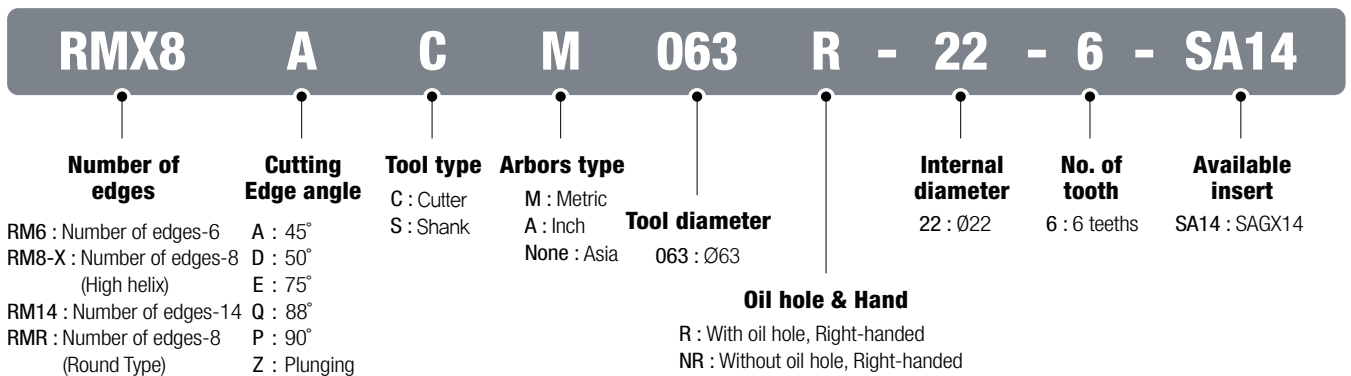 RMX8 A C M 063 R - 22 - 6 - SA14
Number of
edges
RM6 : Number of edges-6
RM8-X : Number of edges-8
(High helix)
RM14 : Number of edges-14
RMR : Number of edges-8
(Round Type)
Cutting
Edge angle
A : 45˚
D : 50˚
E : 75˚
Q : 88˚
P : 90˚
Z : Plunging
Tool type
C : Cutter
S : Shank
Arbors type
M : Metric
A : Inch
None : Asia
Tool diameter
063 : Ø63
Oil hole & Hand
R : With oil hole, Right-handed
NR : Without oil hole, Right-handed
Internal
diameter
22 : Ø22
No. of
tooth
6 : 6 teeths
Available
insert
SA14 : SAGX14